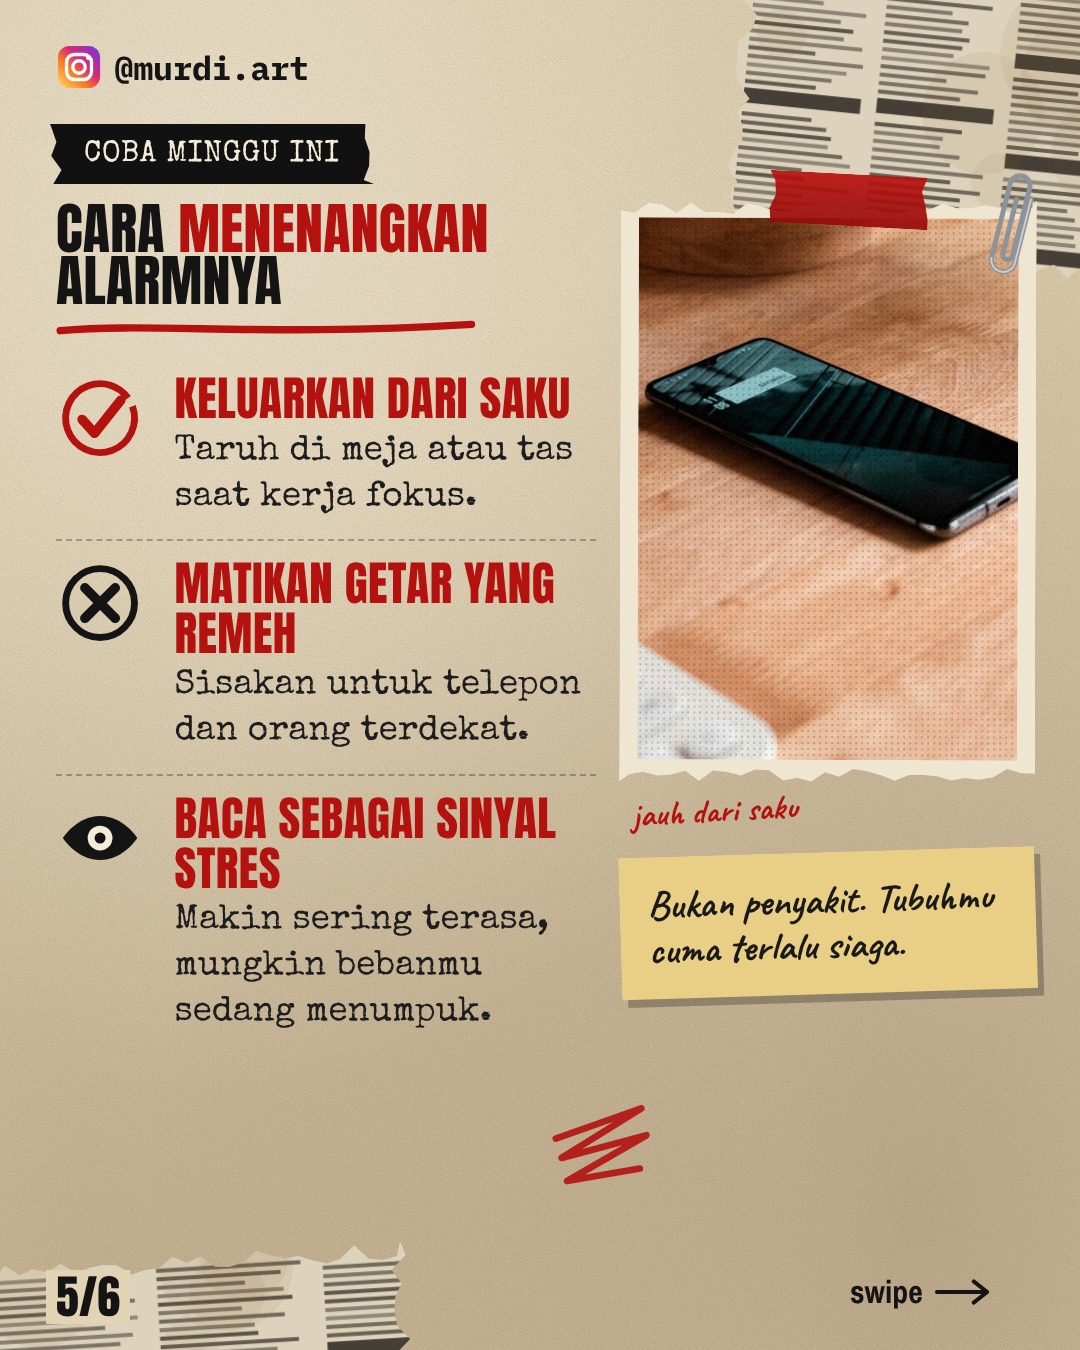 @murdi.art
COBA MINGGU INI
CARA MENENANGKAN
ALARMNYA
KELUARKAN DARI SAKU
Taruh di meja atau tas
saat kerja fokus.
MATIKAN GETAR YANG
REMEH
Sisakan untuk telepon
dan orang terdekat.
BACA SEBAGAI SINYAL
STRES
Makin sering terasa,
mungkin bebanmu
sedang menumpuk.
jauh dari saku
Bukan penyakit. Tubuhmu
cuma terlalu siaga.
5/6
swipe